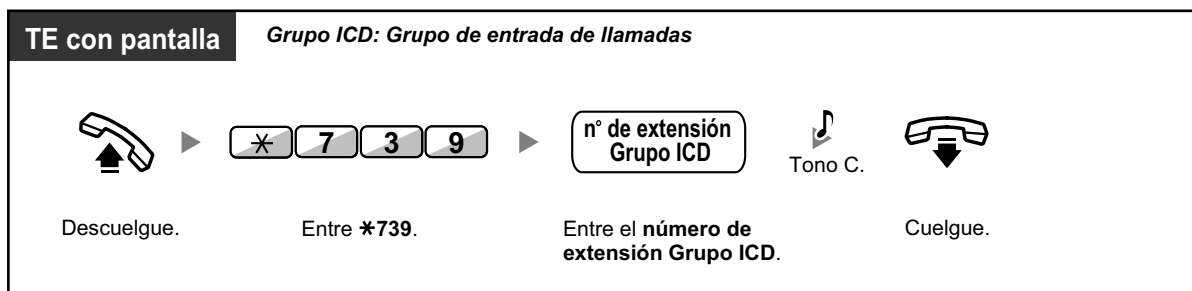 TE con pantalla
Grupo ICD: Grupo de entrada de llamadas
✱ 7 3 9
n° de extensión
Grupo ICD
Tono C.
Descuelgue.
Entre ✱739.
Entre el número de
extensión Grupo ICD.
Cuelgue.